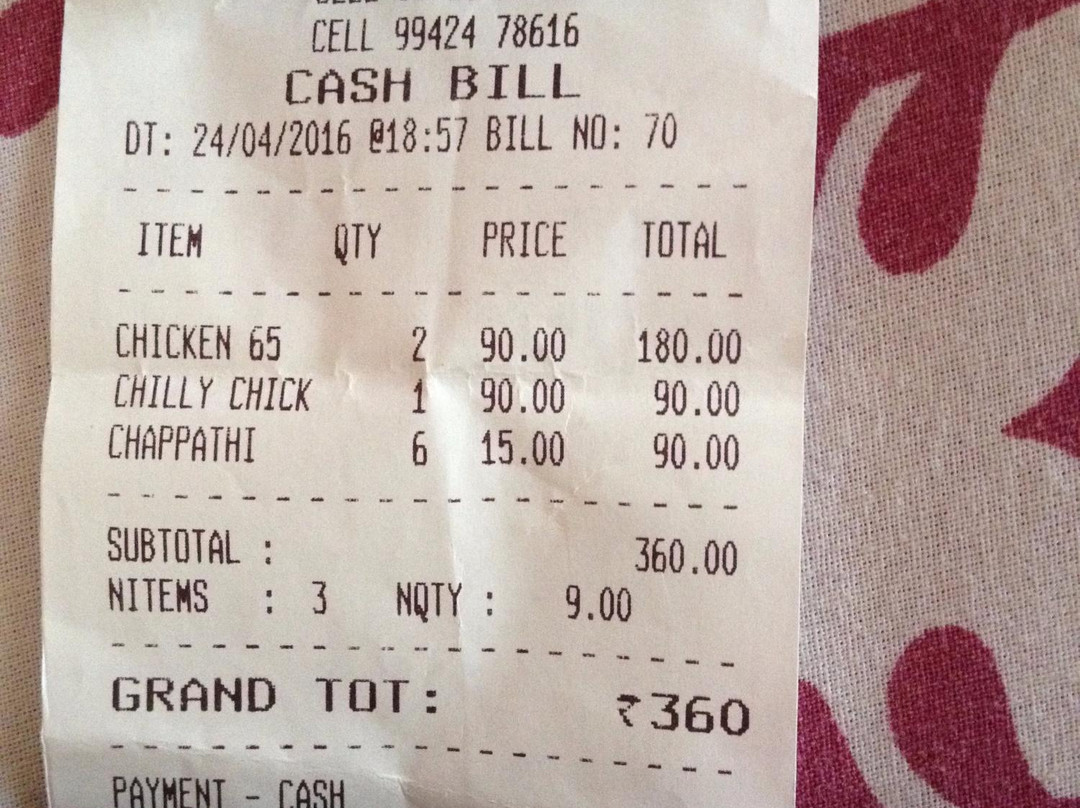 CELL 99424 78616
CASH BILL
DT: 24/04/2016 @18:57 BILL NO: 70
- - - - - - - - - - - - - - - - - - - -
ITEM QTY PRICE TOTAL
- - - - - - - - - - - - - - - - - - - -
CHICKEN 65 2 90.00 180.00
CHILLY CHICK 1 90.00 90.00
CHAPPATHI 6 15.00 90.00
- - - - - - - - - - - - - - - - - - - -
SUBTOTAL : 360.00
NITEMS : 3 NQTY : 9.00
- - - - - - - - - - - - - - - - - - - -
GRAND TOT: ₹360
- - - - - - - - - - - - - - - - - - - -
PAYMENT - CASH